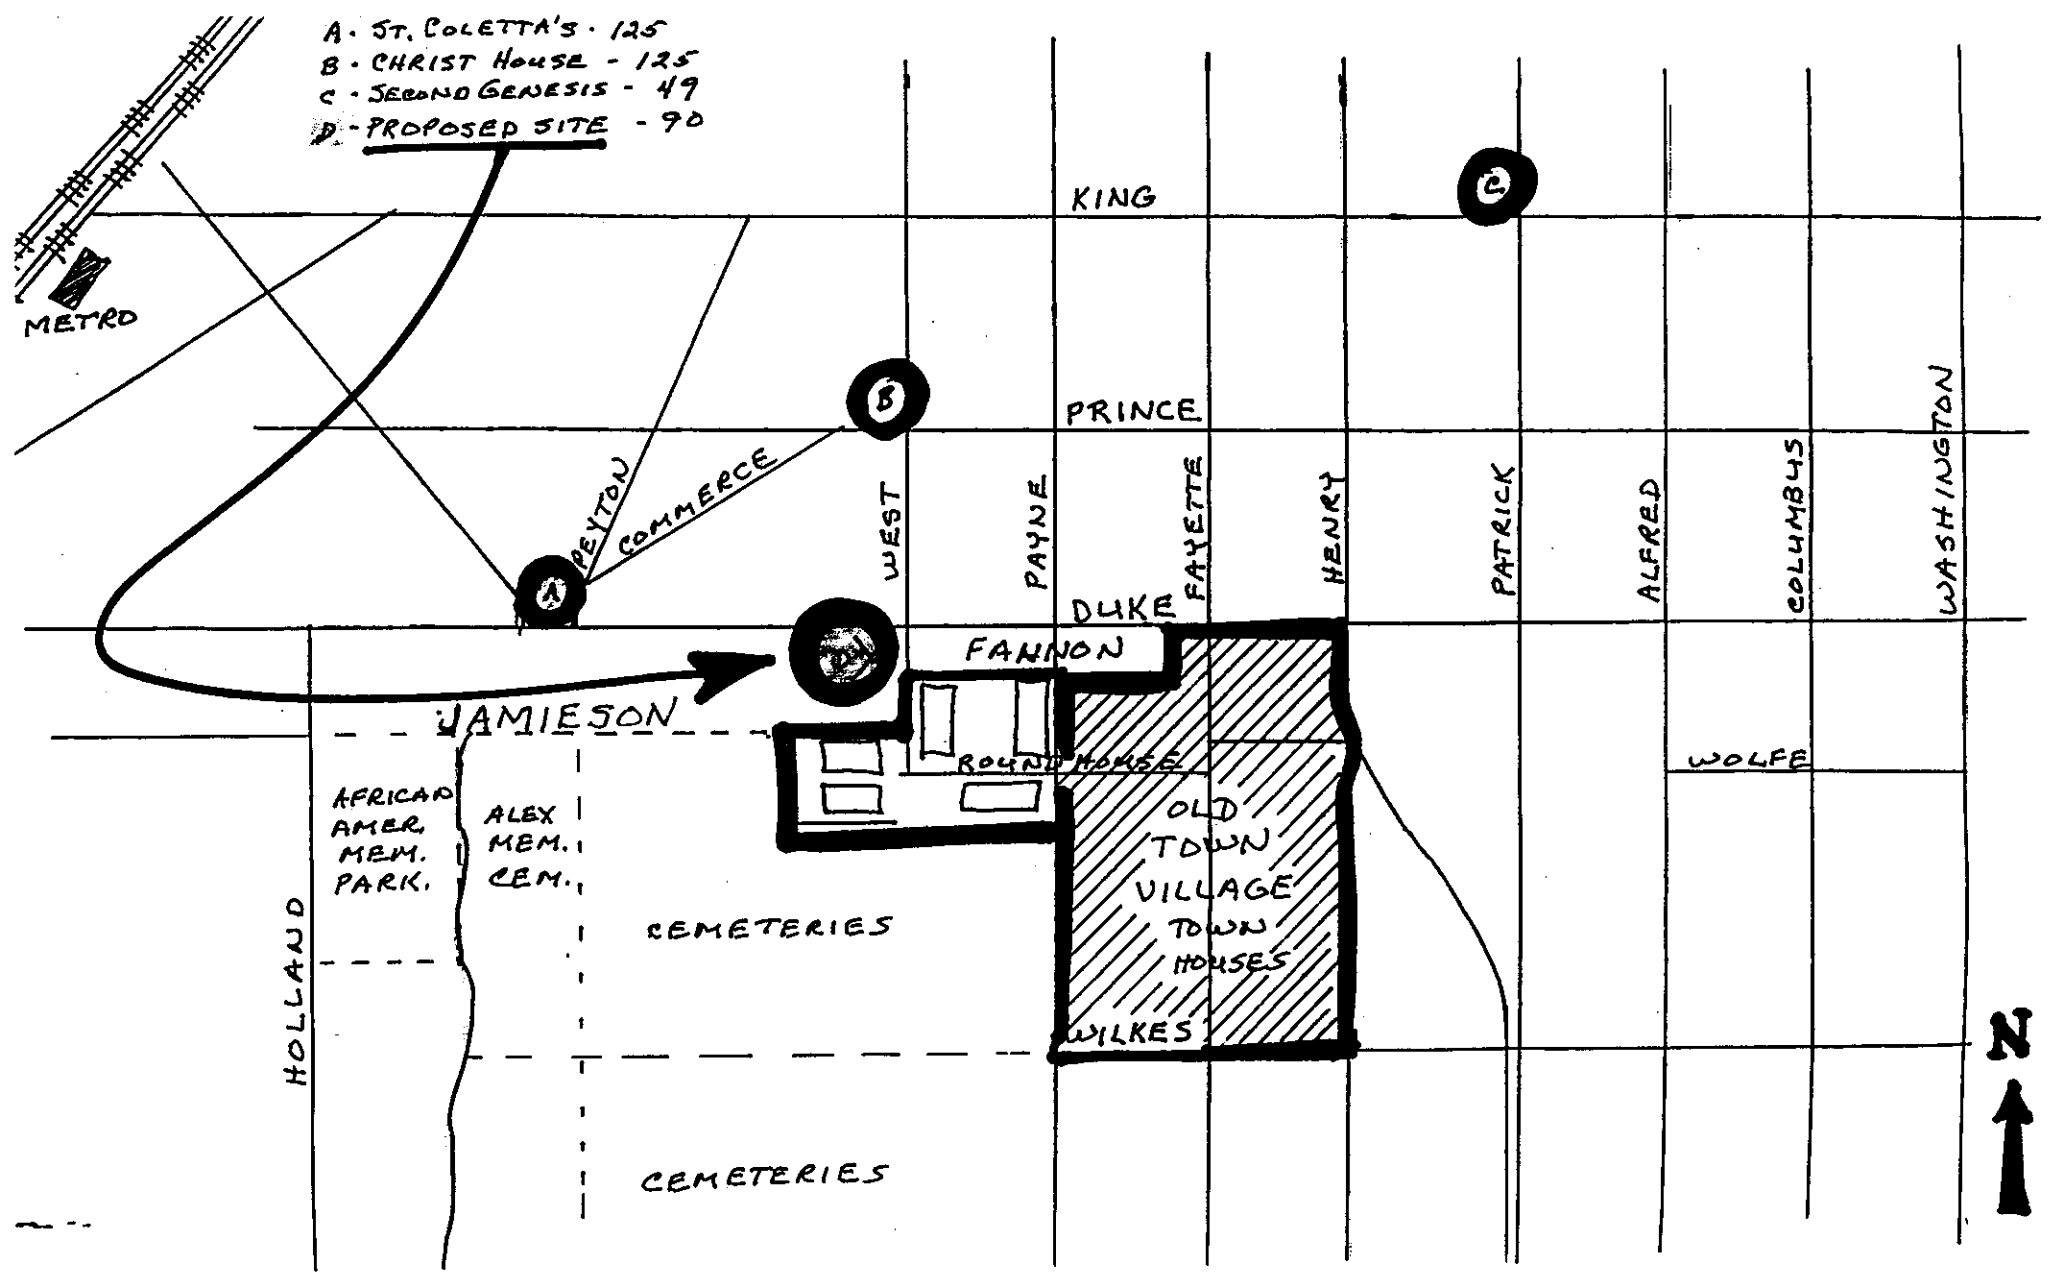 A - ST. COLETTA'S - 125
B - CHRIST HOUSE - 125
C - SECOND GENESIS - 49
D - PROPOSED SITE - 90
C
KING
METRO
B
PRINCE
PEYTON
COMMERCE
WEST
PAYNE
FAYETTE
HENRY
PATRICK
ALFRED
COLUMBUS
WASHINGTON
A
DUKE
FANNON
D
JAMIESON
ROUND HOUSE
WOLFE
AFRICAN
AMER.
MEM.
PARK.
ALEX
MEM.
CEM.
OLD
TOWN
VILLAGE
TOWN
HOUSES
CEMETERIES
HOLLAND
WILKES
N
CEMETERIES